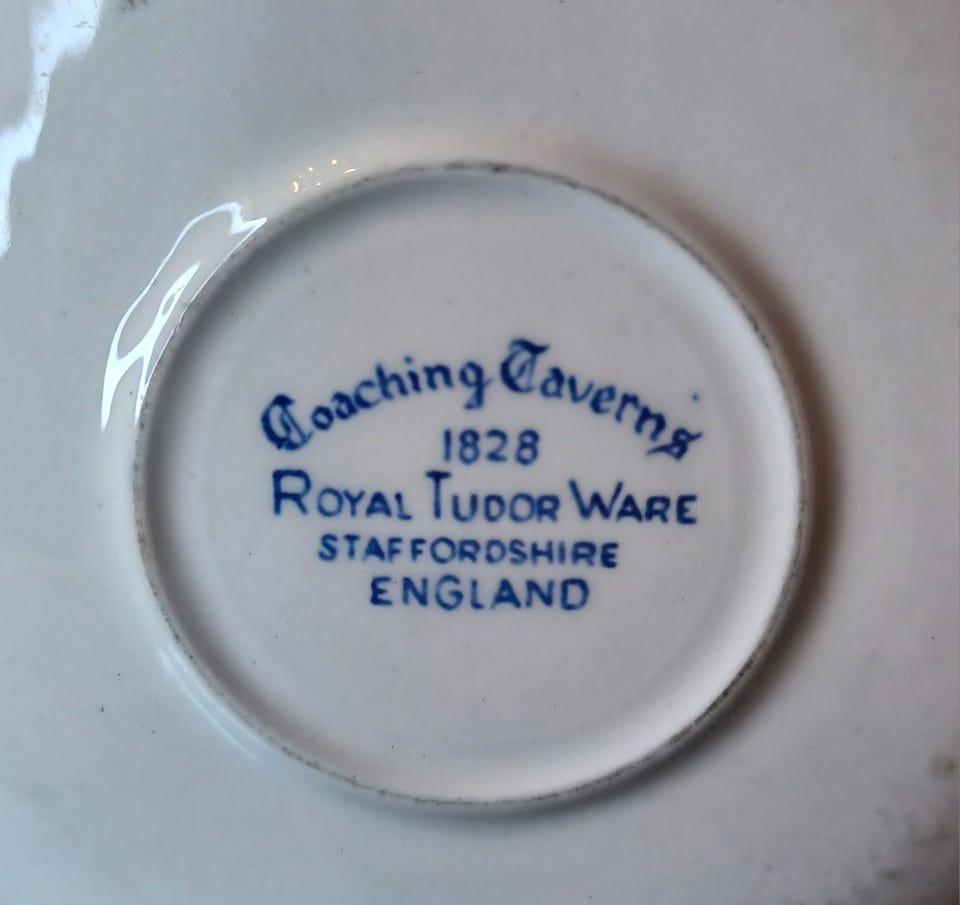 Coaching Taverns
1828
ROYAL TUDOR WARE
STAFFORDSHIRE
ENGLAND